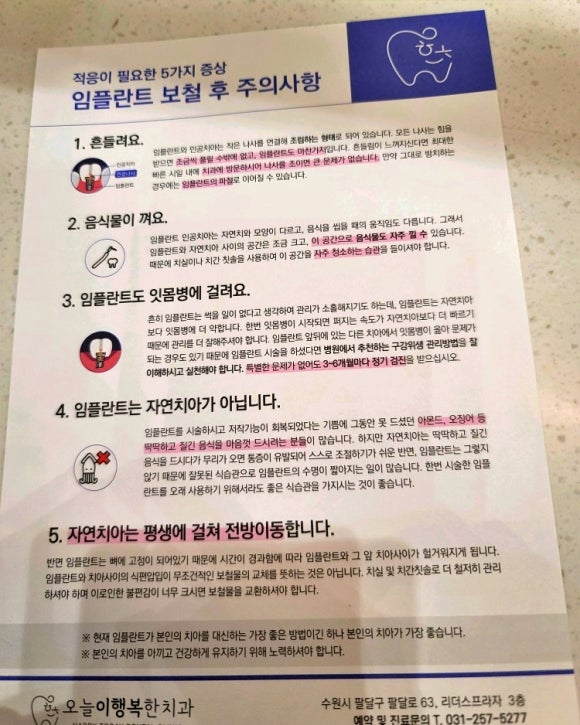 적응이 필요한 5가지 증상
임플란트 보철 후 주의사항
1. 흔들려요.
임플란트와 인공치아는 작은 나사를 연결해 조립하는 형태로 되어 있습니다. 모든 나사는 힘을
받으면 조금씩 풀릴 수밖에 없고, 임플란트도 마찬가지입니다. 흔들림이 느껴지신다면 최대한
빠른 시일 내에 치과에 방문하시어 나사를 조이면 큰 문제가 없습니다. 만약 그대로 방치하는
경우에는 임플란트의 파절로 이어질 수 있습니다.
인공치아
연결나사
임플란트
2. 음식물이 껴요.
임플란트 인공치아는 자연치와 모양이 다르고, 음식을 씹을 때의 움직임도 다릅니다. 그래서
임플란트와 자연치아 사이의 공간은 조금 크고, 이 공간으로 음식물도 자주 낄 수 있습니다.
때문에 치실이나 치간 칫솔을 사용하여 이 공간을 자주 청소하는 습관을 들이셔야 합니다.
3. 임플란트도 잇몸병에 걸려요.
흔히 임플란트는 썩을 일이 없다고 생각하며 관리가 소홀해지기도 하는데, 임플란트는 자연치아
보다 잇몸병에 더 약합니다. 한번 잇몸병이 시작되면 퍼지는 속도가 자연치아보다 더 빠르기
때문에 관리를 더 잘해주셔야 합니다. 임플란트 앞뒤에 있는 다른 치아에서 잇몸병이 옮아 문제가
되는 경우도 있기 때문에 임플란트 시술을 하셨다면 병원에서 추천하는 구강위생 관리방법을 잘
이해하시고 실천해야 합니다. 특별한 문제가 없어도 3~6개월마다 정기 검진을 받으십시오.
4. 임플란트는 자연치아가 아닙니다.
임플란트를 시술하시고 저작기능이 회복되었다는 기쁨에 그동안 못 드셨던 아몬드, 오징어 등
딱딱하고 질긴 음식을 마음껏 드시려는 분들이 많습니다. 하지만 자연치아는 딱딱하고 질긴
음식을 드시다가 무리가 오면 통증이 유발되어 스스로 조절하기가 쉬운 반면, 임플란트는 그렇지
않기 때문에 잘못된 식습관으로 임플란트의 수명이 짧아지는 일이 많습니다. 한번 시술한 임플
란트를 오래 사용하기 위해서라도 좋은 식습관을 가지시는 것이 좋습니다.
5. 자연치아는 평생에 걸쳐 전방이동합니다.
반면 임플란트는 뼈에 고정이 되어있기 때문에 시간이 경과함에 따라 임플란트와 그 앞 치아사이가 헐거워지게 됩니다.
임플란트와 치아사이의 식편압입이 무조건적인 보철물의 교체를 뜻하는 것은 아닙니다. 치실 및 치간칫솔로 더 철저히 관리
하셔야 하며 이로인한 불편감이 너무 크시면 보철물을 교환하셔야 합니다.
※ 현재 임플란트가 본인의 치아를 대신하는 가장 좋은 방법이긴 하나 본인의 치아가 가장 좋습니다.
※ 본인의 치아를 아끼고 건강하게 유지하기 위해 노력하셔야 합니다.
오늘이행복한치과
수원시 팔달구 팔달로 63, 리더스프라자 3층
예약 및 진료문의 T. 031-257-5277